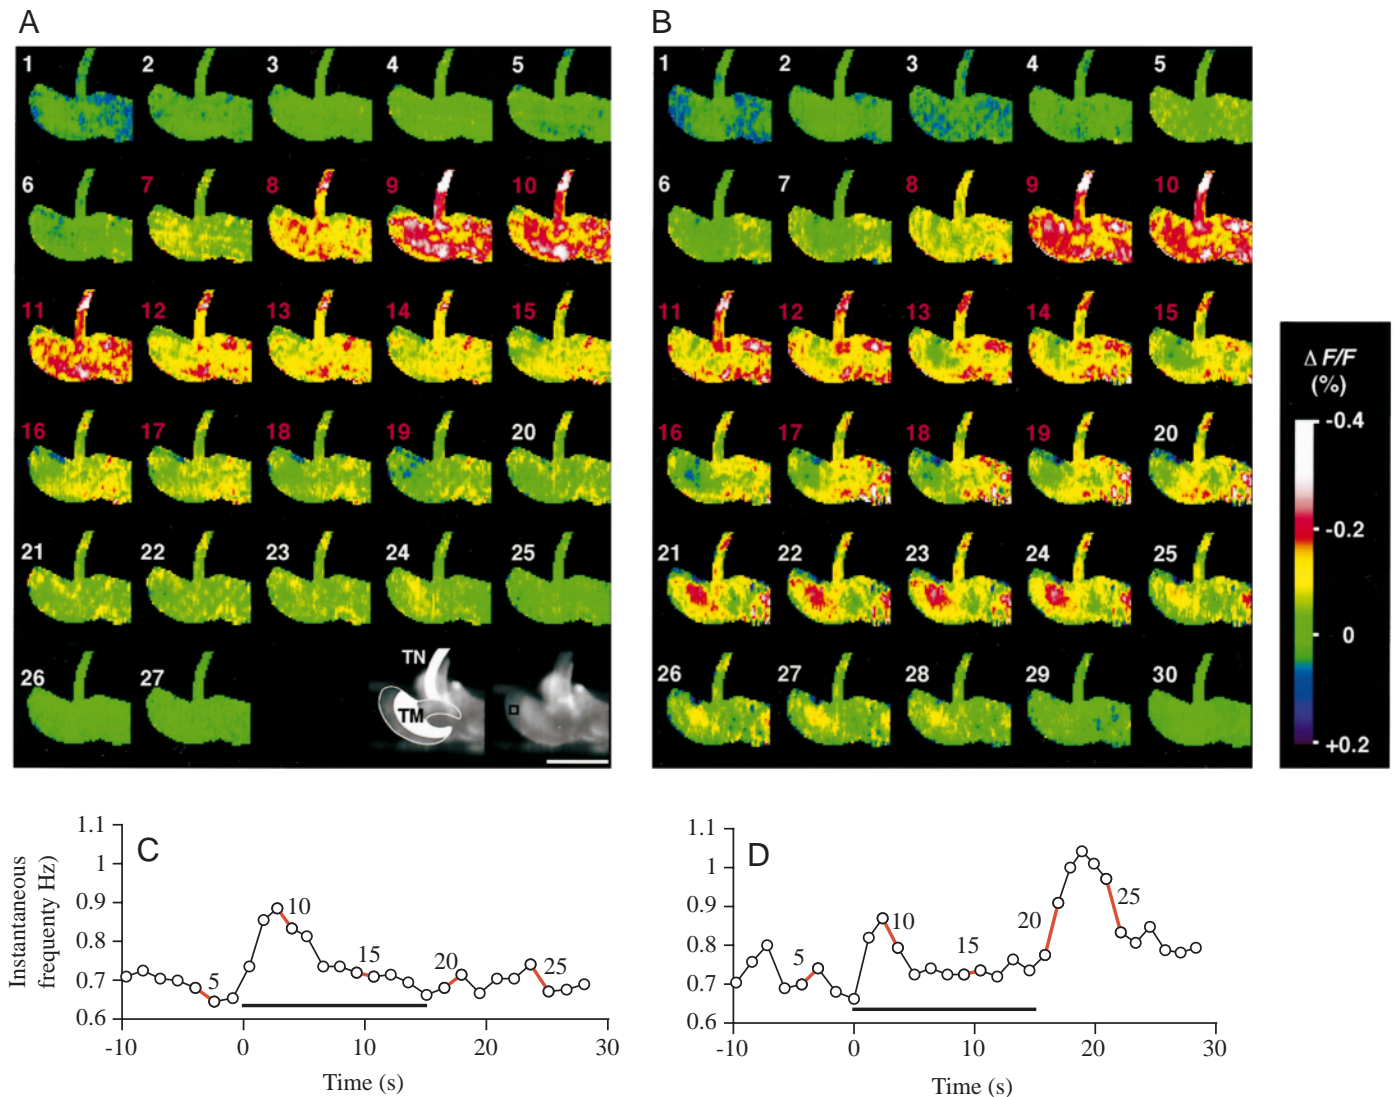 A B
1 2 3 4 5
1 2 3 4 5
6 7 8 9 10
6 7 8 9 10
11 12 13 14 15
11 12 13 14 15
16 17 18 19 20
16 17 18 19 20
21 22 23 24 25
21 22 23 24 25
26 27
TN
TM
26 27 28 29 30
Δ F/F
(%)
-0.4
-0.2
0
+0.2
C
Instantaneous
frequenty Hz)
1.1
1
0.9
0.8
0.7
0.6
5 10 15 20 25
-10 0 10 20 30
Time (s)
D
1.1
1
0.9
0.8
0.7
0.6
5 10 15 20 25
-10 0 10 20 30
Time (s)